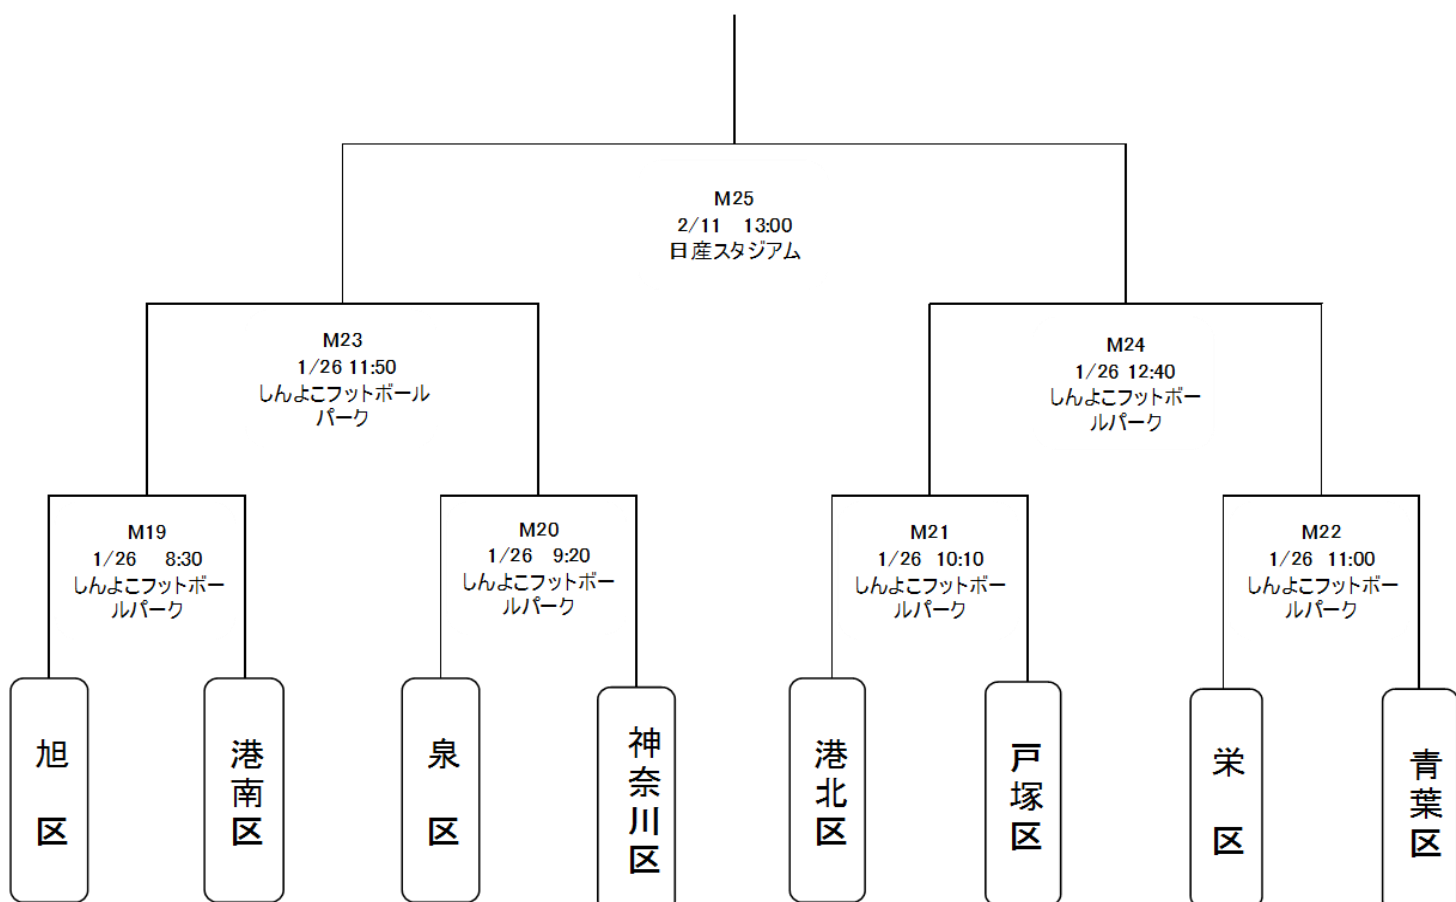 M25
2/11 13:00
日産スタジアム
M23
1/26 11:50
しんよこフットボール
パーク
M24
1/26 12:40
しんよこフットボー
ルパーク
M19
1/26 8:30
しんよこフットボー
ルパーク
M20
1/26 9:20
しんよこフットボー
ルパーク
M21
1/26 10:10
しんよこフットボー
ルパーク
M22
1/26 11:00
しんよこフットボー
ルパーク
旭区
港南区
泉区
神奈川区
港北区
戸塚区
栄区
青葉区